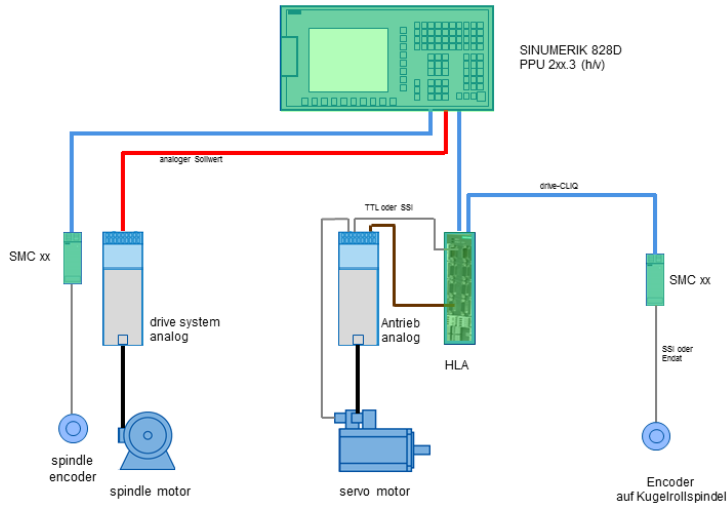 SINUMERIK 828D
PPU 2xx.3 (h/v)
analoger Sollwert
drive-CLIQ
TTL oder SSI
SMC xx
SMC xx
drive system
analog
Antrieb
analog
HLA
SSI oder
Endat
spindle
encoder
spindle motor
servo motor
Encoder
auf Kugelrollspindel